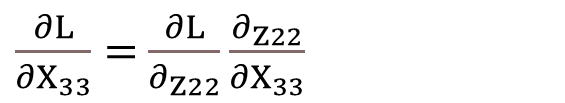 ∂L/∂X₃₃ = ∂L/∂z₂₂ ∂z₂₂/∂X₃₃